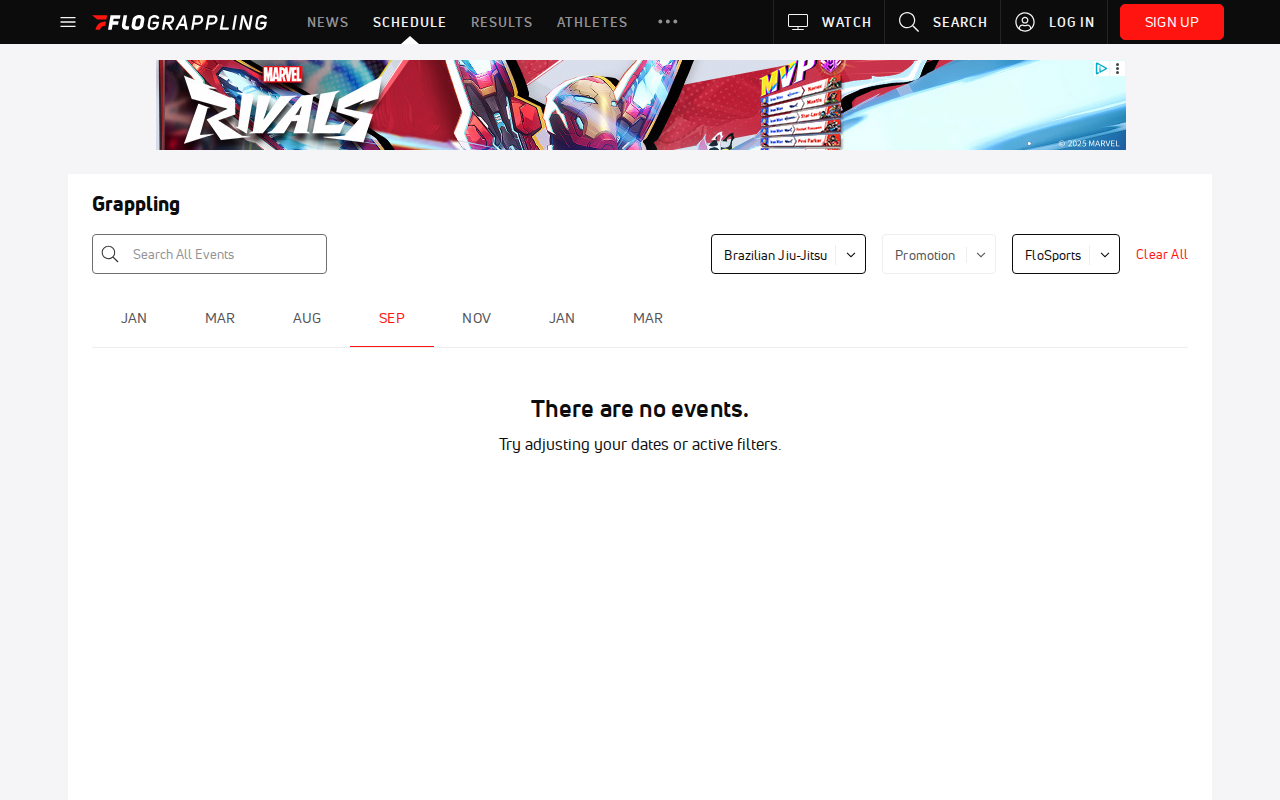 FLOGRAPPLING
NEWS
SCHEDULE
RESULTS
ATHLETES
WATCH
SEARCH
LOG IN
SIGN UP
MARVEL
RIVALS
MVP
© 2025 MARVEL
Grappling
Search All Events
Brazilian Jiu-Jitsu
Promotion
FloSports
Clear All
JAN MAR AUG SEP NOV JAN MAR
There are no events.
Try adjusting your dates or active filters.